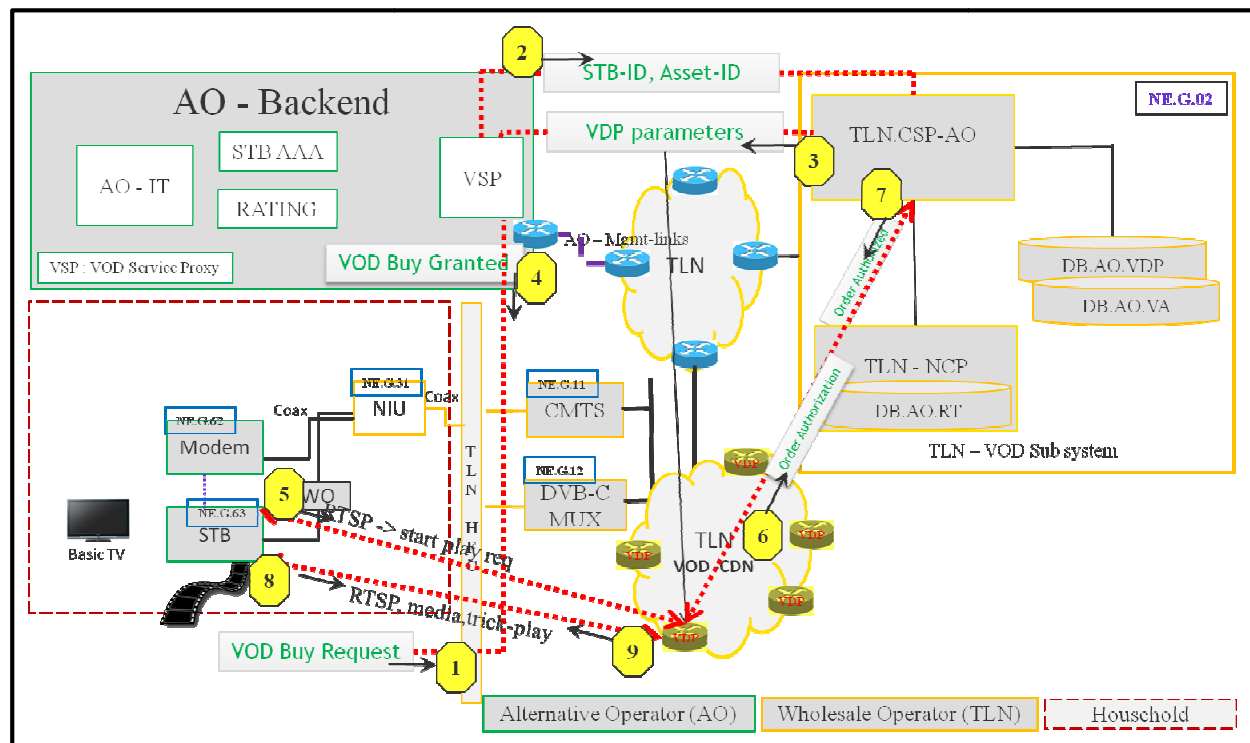 2
STB-ID, Asset-ID
AO - Backend
NE.G.02
STB AAA
AO - IT
VSP
RATING
VDP parameters
3
TLN.CSP-AO
7
VSP : VOD Service Proxy
VOD Buy Granted
4
AO – Mgmt-links
TLN
Order Authorized
DB.AO.VDP
DB.AO.VA
TLN - NCP
DB.AO.RT
TLN – VOD Sub system
Order Authorization
NE.G.31
NIU
Coax
Coax
NE.G.11
CMTS
NE.G.62
Modem
NE.G.12
DVB-C
MUX
5
WO
NE.G.63
STB
Basic TV
RTSP -> start play req
8
RTSP, media,trick-play
9
VDP
TLN
VOD CDN
6
VDP
VDP
VDP
VDP
VOD Buy Request
1
Alternative Operator (AO)
Wholesale Operator (TLN)
Household